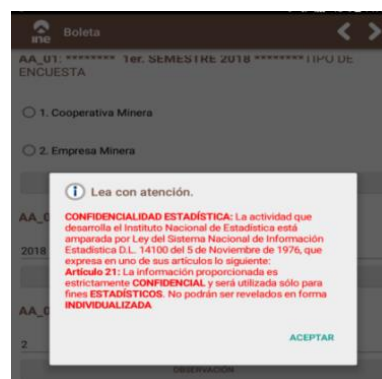 ine
Boleta
AA_01: ******** 1er. SEMESTRE 2018 ******** TIPO DE
ENCUESTA
1. Cooperativa Minera
2. Empresa Minera
Lea con atención.
AA_0
CONFIDENCIALIDAD ESTADÍSTICA: La actividad que
desarrolla el Instituto Nacional de Estadística está
amparada por Ley del Sistema Nacional de Información
Estadística D.L. 14100 del 5 de Noviembre de 1976, que
expresa en uno de sus artículos lo siguiente:
2018
Artículo 21: La información proporcionada es
estrictamente CONFIDENCIAL y será utilizada sólo para
fines ESTADÍSTICOS. No podrán ser revelados en forma
INDIVIDUALIZADA
AA_0
2
ACEPTAR
OBSERVACIÓN